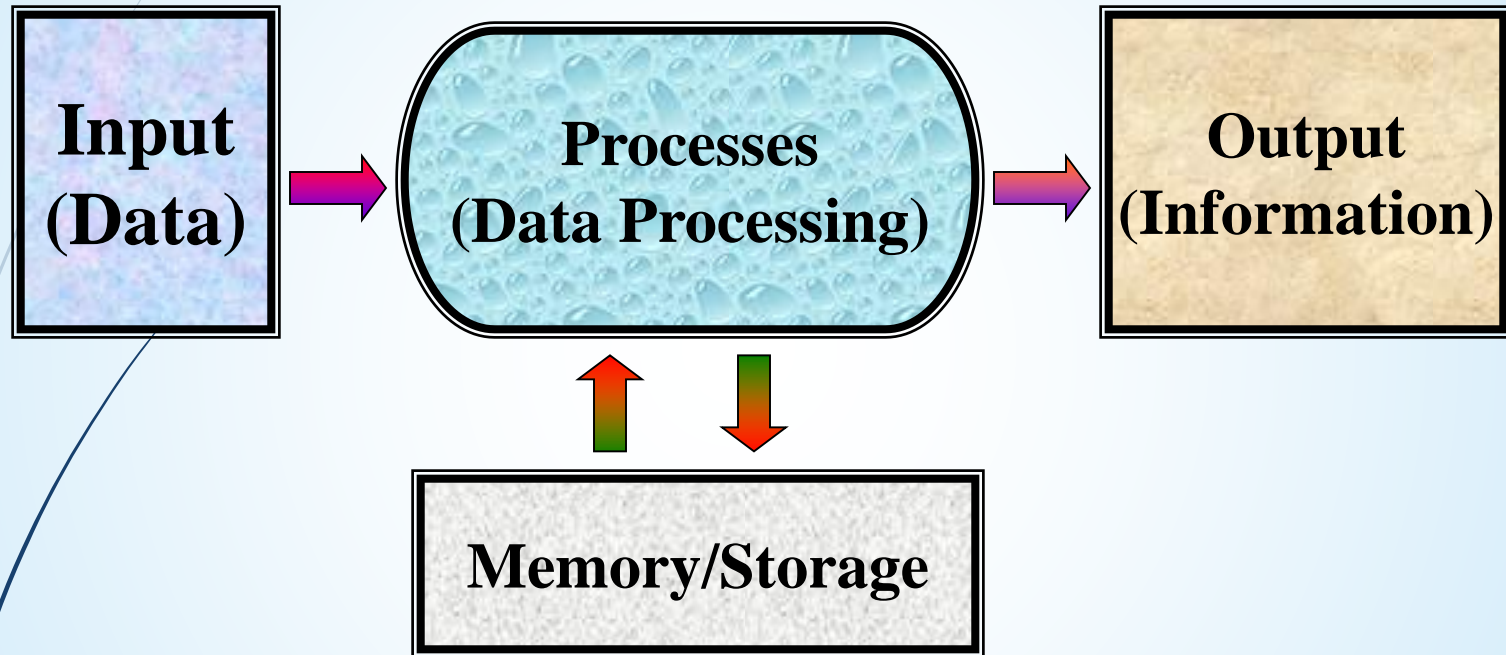 Input
(Data)
Processes
(Data Processing)
Output
(Information)
Memory/Storage